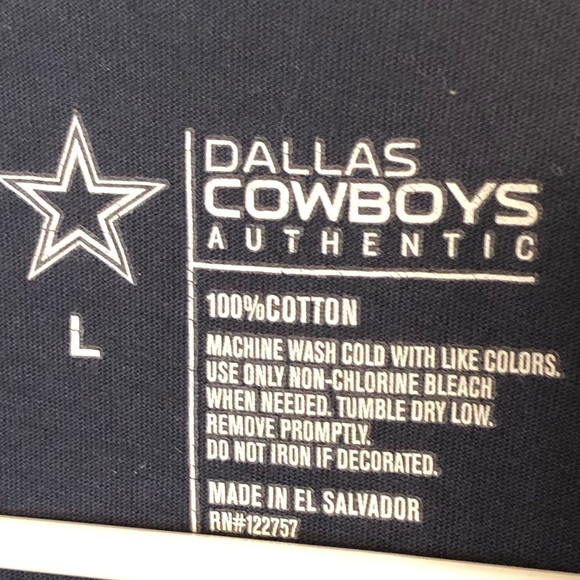 DALLAS
COWBOYS
AUTHENTIC
L
100%COTTON
MACHINE WASH COLD WITH LIKE COLORS.
USE ONLY NON-CHLORINE BLEACH
WHEN NEEDED. TUMBLE DRY LOW.
REMOVE PROMPTLY.
DO NOT IRON IF DECORATED.
MADE IN EL SALVADOR
RN#122757